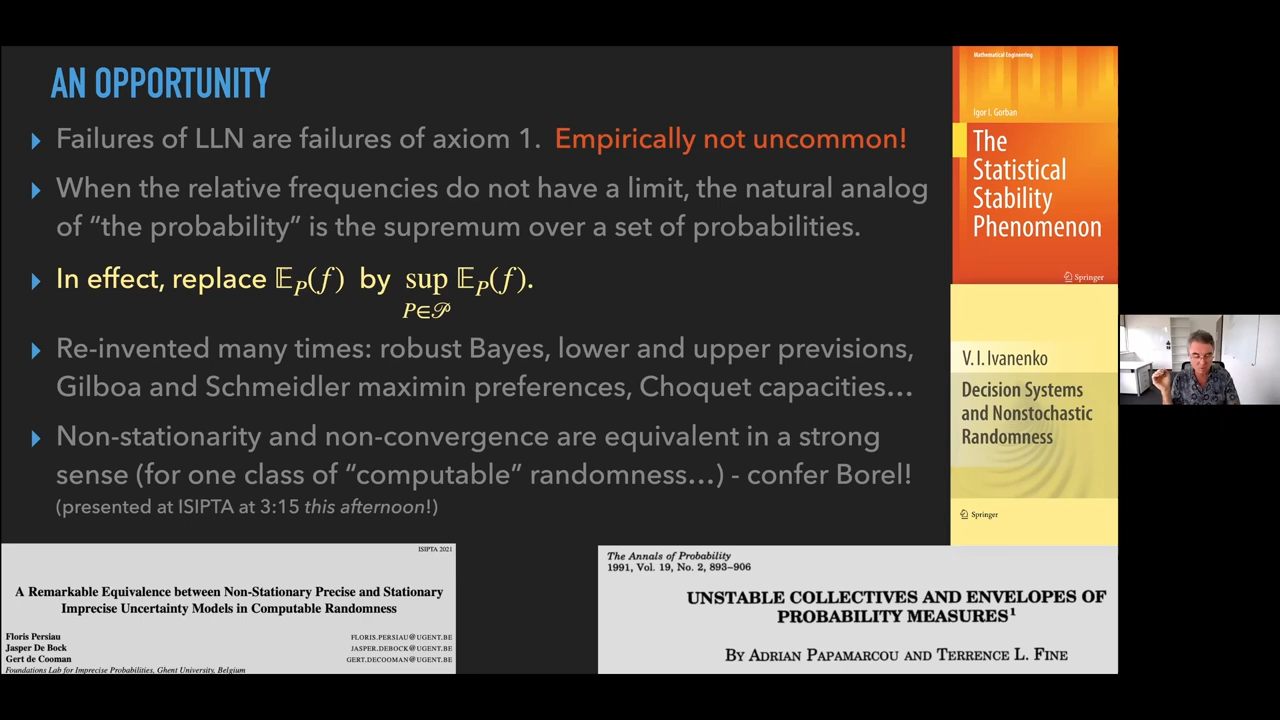 AN OPPORTUNITY
Failures of LLN are failures of axiom 1. Empirically not uncommon!
When the relative frequencies do not have a limit, the natural analog
of “the probability” is the supremum over a set of probabilities.
In effect, replace 𝔼_P(f) by sup_{P∈𝒫} 𝔼_P(f).
Re-invented many times: robust Bayes, lower and upper previsions,
Gilboa and Schmeidler maximin preferences, Choquet capacities…
Non-stationarity and non-convergence are equivalent in a strong
sense (for one class of “computable” randomness…) - confer Borel!
(presented at ISIPTA at 3:15 this afternoon!)
Mathematical Engineering
Igor I. Gorban
The
Statistical
Stability
Phenomenon
Springer
V. I. Ivanenko
Decision Systems
and Nonstochastic
Randomness
Springer
ISIPTA 2021
A Remarkable Equivalence between Non-Stationary Precise and Stationary
Imprecise Uncertainty Models in Computable Randomness
Floris Persiau FLORIS.PERSIAU@UGENT.BE
Jasper De Bock JASPER.DEBOCK@UGENT.BE
Gert de Cooman GERT.DECOOMAN@UGENT.BE
Foundations Lab for Imprecise Probabilities, Ghent University, Belgium
The Annals of Probability
1991, Vol. 19, No. 2, 893–906
UNSTABLE COLLECTIVES AND ENVELOPES OF
PROBABILITY MEASURES¹
BY ADRIAN PAPAMARCOU AND TERRENCE L. FINE